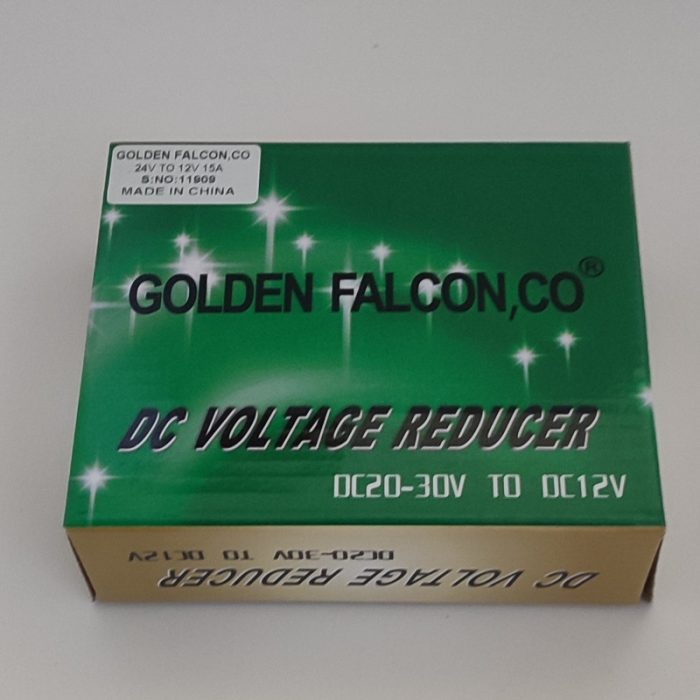 GOLDEN FALCON,CO
24V TO 12V 15A
S:NO:11909
MADE IN CHINA
GOLDEN FALCON,CO®
DC VOLTAGE REDUCER
DC20-30V TO DC12V
DC VOLTAGE REDUCER
DC20-30V TO DC12V